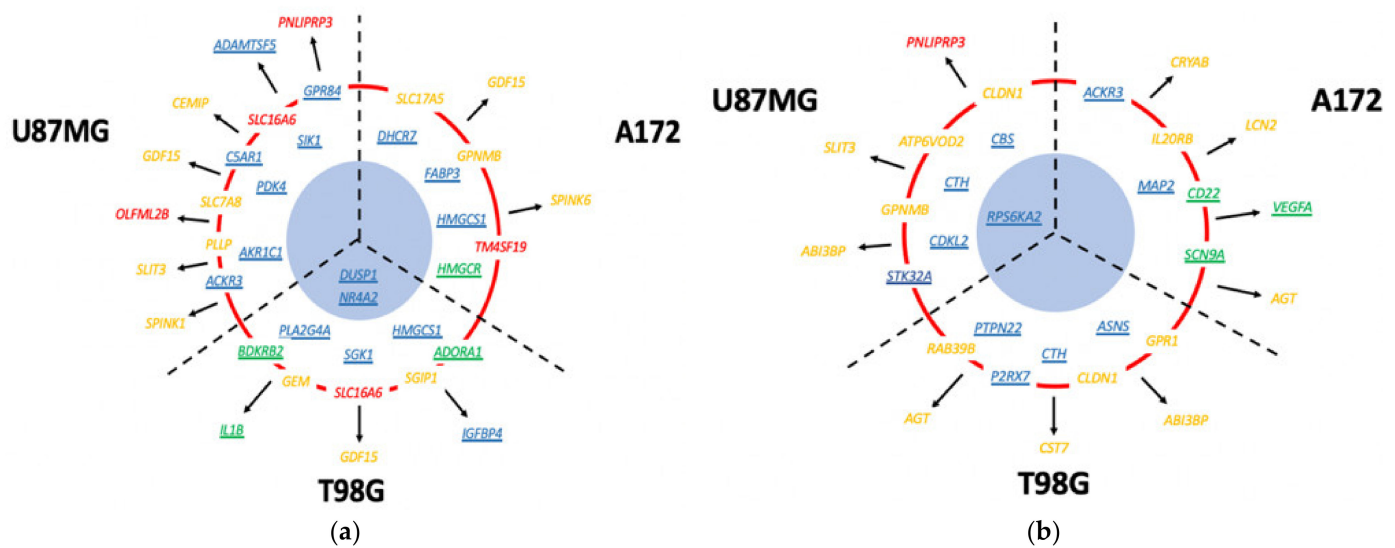 PNLIPRP3
ADAMTSF5
GPR84
SLC17A5
GDF15
CEMIP
SLC16A6
U87MG
A172
SIK1
DHCR7
GPNMB
CSAR1
GDF15
FABP3
PDK4
SLC7A8
SPINK6
OLFML2B
HMGCS1
PLLP
TM4SF19
AKR1C1
SLIT3
HMGCR
ACKR3
DUSP1
NR4A2
SPINK1
PLA2G4A
HMGCS1
BDKRB2
SGK1
ADORA1
GEM
SLC16A6
SGIP1
IL1B
IGFBP4
GDF15
T98G
(a)
PNLIPRP3
CRYAB
CLDN1
ACKR3
U87MG
A172
ATP6VOD2
CBS
IL20RB
LCN2
SLIT3
CTH
MAP2
CD22
GPNMB
RPS6KA2
VEGFA
CDKL2
ABI3BP
SCN9A
STK32A
AGT
PTPN22
ASNS
RAB39B
GPR1
CTH
P2RX7
CLDN1
AGT
ABI3BP
CST7
T98G
(b)